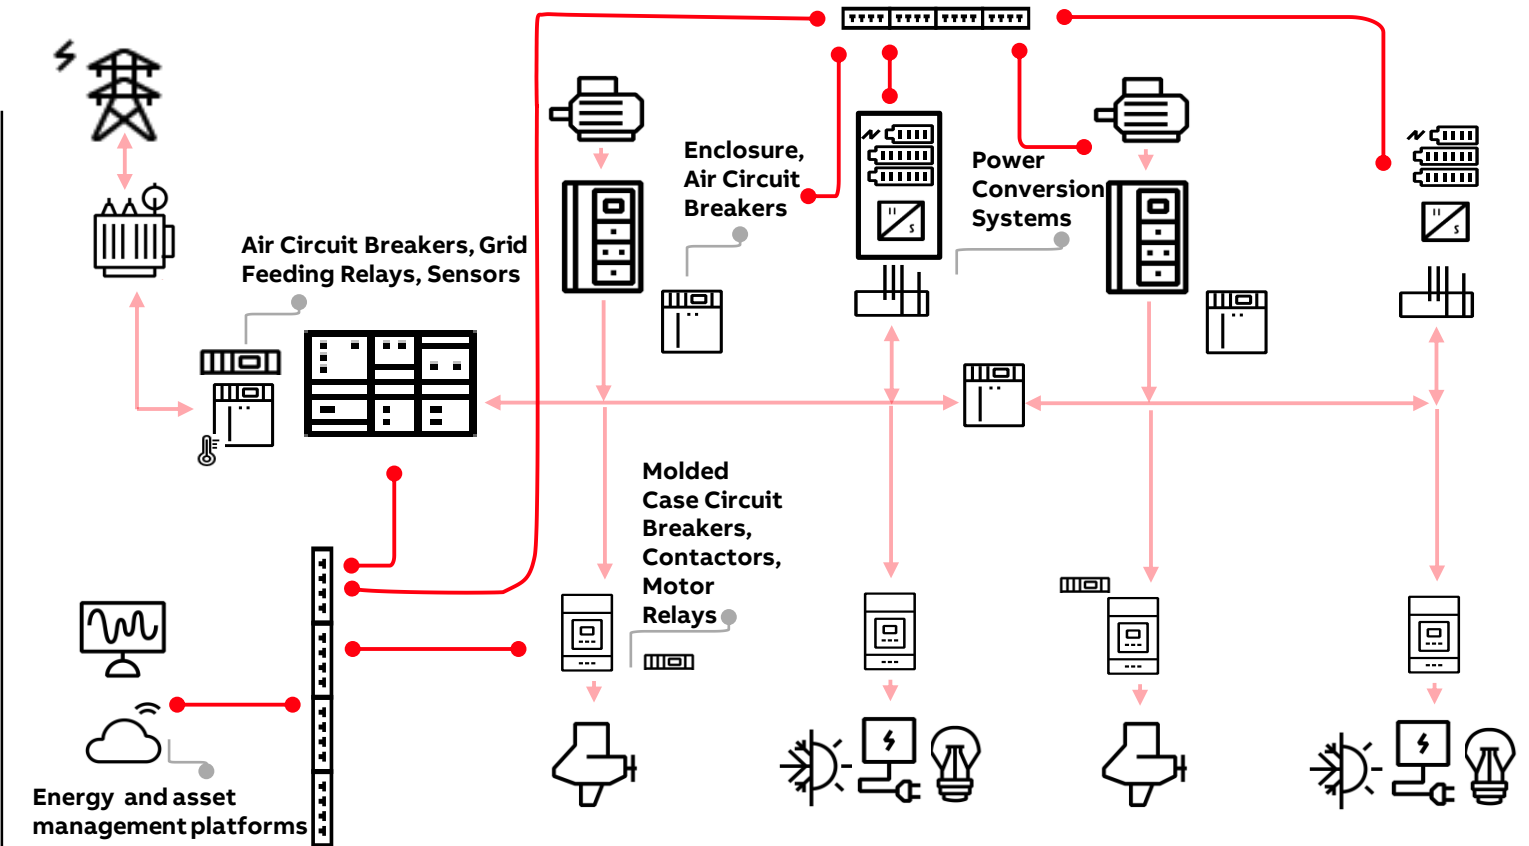 Enclosure,
Air Circuit
Breakers
Power
Conversion
Systems
Air Circuit Breakers, Grid
Feeding Relays, Sensors
Molded
Case Circuit
Breakers,
Contactors,
Motor
Relays
Energy and asset
management platforms